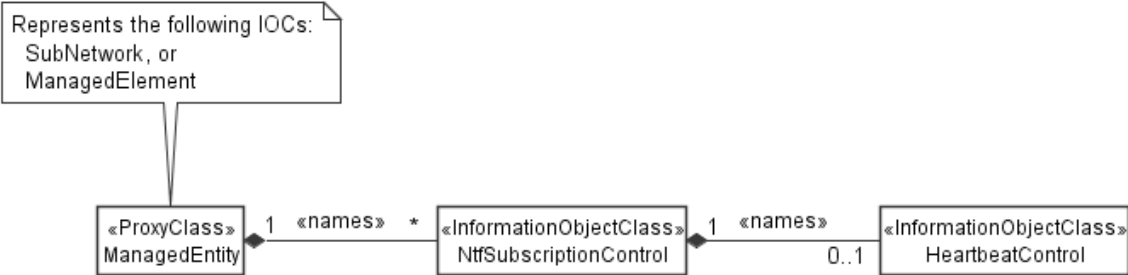 Represents the following IOCs:
SubNetwork, or
ManagedElement
«ProxyClass»
ManagedEntity
1 «names» *
«InformationObjectClass»
NtfSubscriptionControl
1 «names»
0..1
«InformationObjectClass»
HeartbeatControl